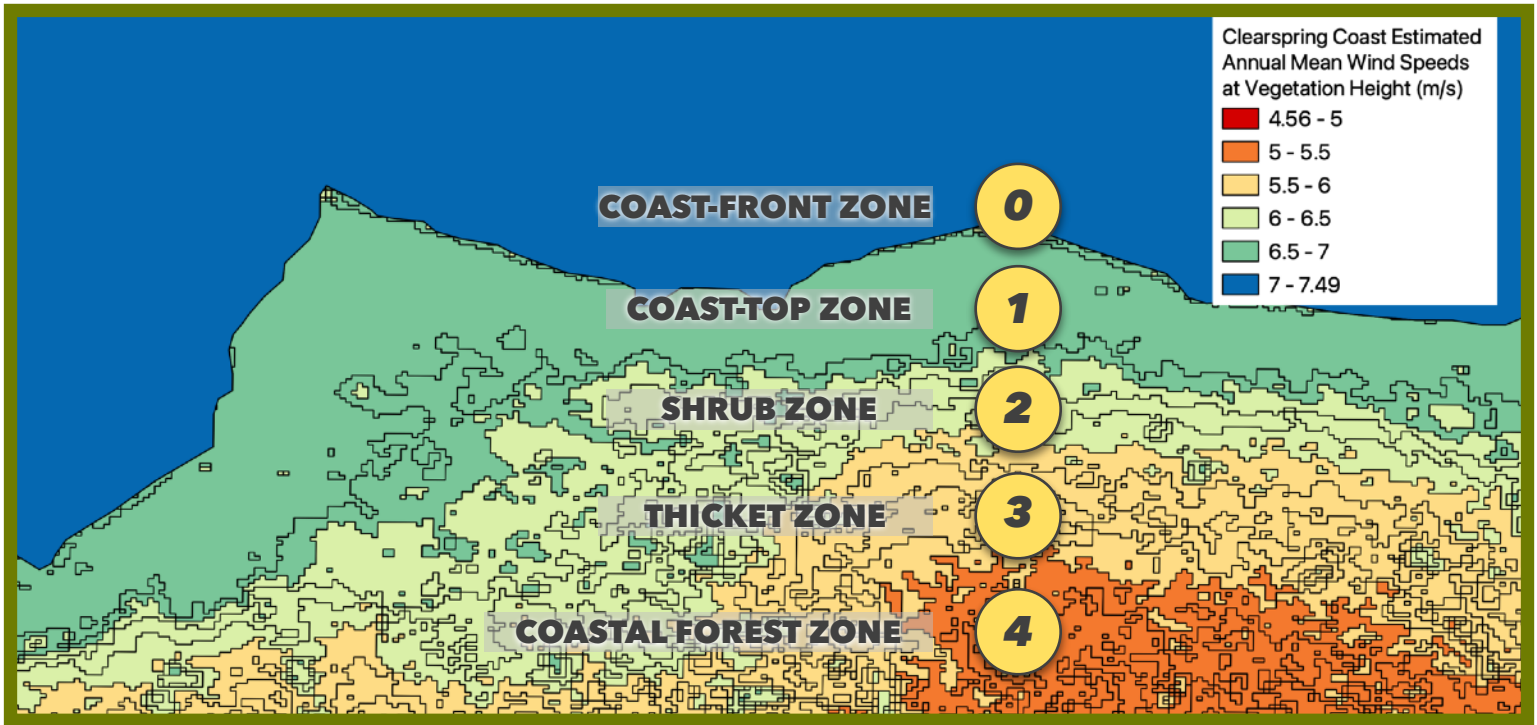 Clearspring Coast Estimated
Annual Mean Wind Speeds
at Vegetation Height (m/s)
4.56 - 5
5 - 5.5
5.5 - 6
6 - 6.5
6.5 - 7
7 - 7.49
COAST-FRONT ZONE 0
COAST-TOP ZONE 1
SHRUB ZONE 2
THICKET ZONE 3
COASTAL FOREST ZONE 4